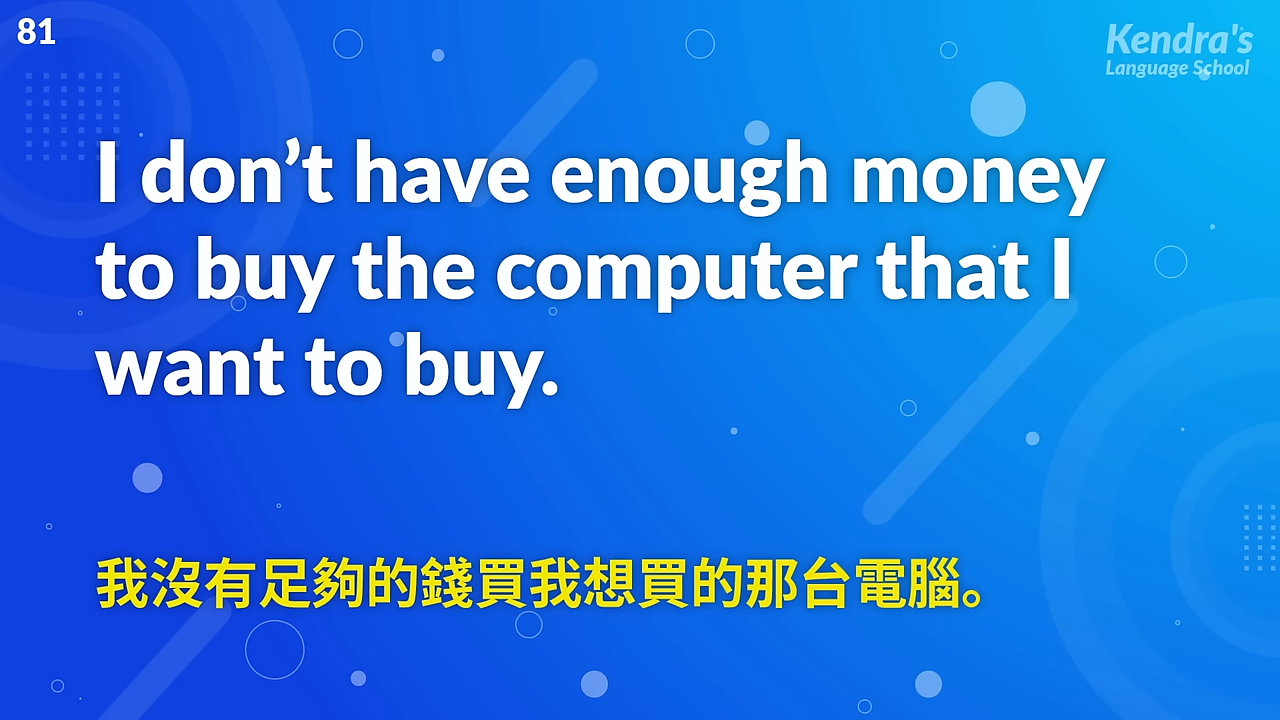 81
Kendra's
Language School
I don’t have enough money
to buy the computer that I
want to buy.
我沒有足夠的錢買我想買的那台電腦。